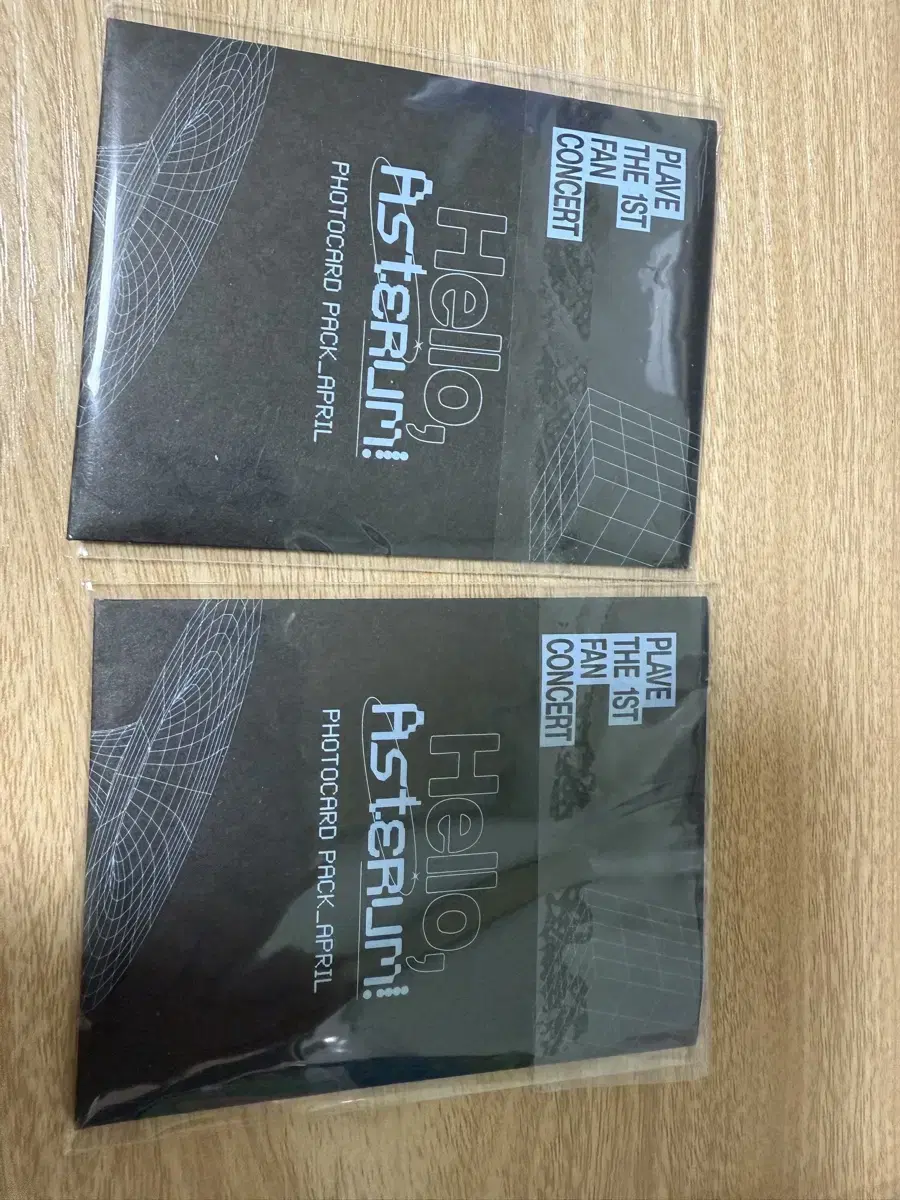 PLAVE
THE 1ST
FAN
CONCERT
Hello,
Asterum!
PHOTOCARD PACK_APRIL
PLAVE
THE 1ST
FAN
CONCERT
Hello,
Asterum!
PHOTOCARD PACK_APRIL